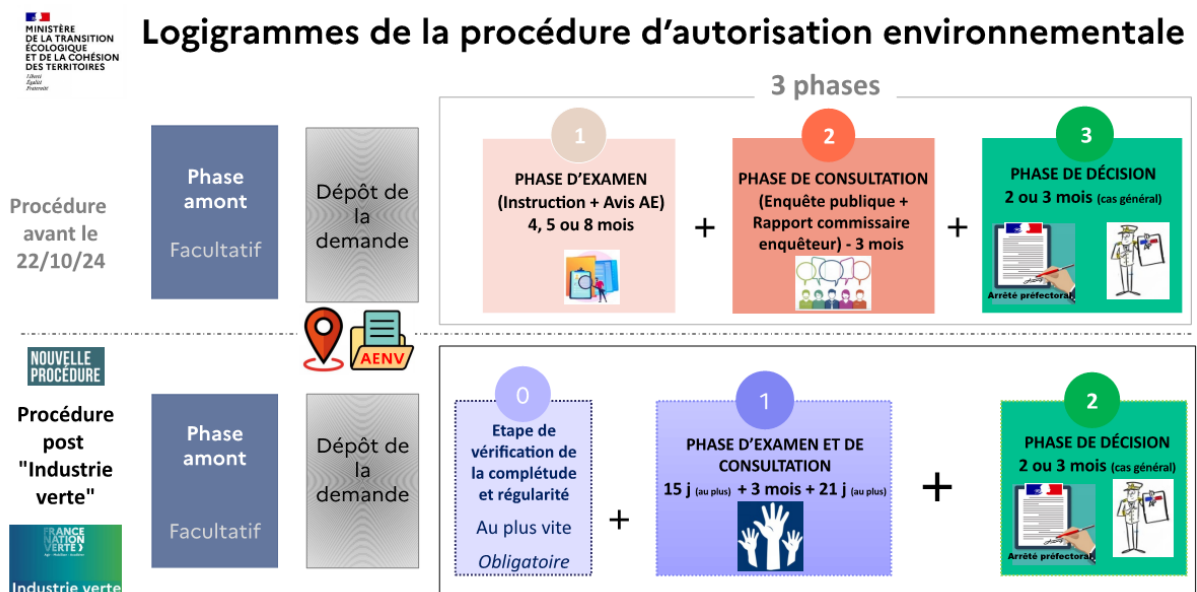 MINISTÈRE
DE LA TRANSITION
ÉCOLOGIQUE
ET DE LA COHÉSION
DES TERRITOIRES
Liberté
Égalité
Fraternité
Logigrammes de la procédure d’autorisation environnementale
3 phases
Procédure
avant le
22/10/24
Phase
amont
Facultatif
Dépôt de
la
demande
1
PHASE D’EXAMEN
(Instruction + Avis AE)
4, 5 ou 8 mois
+
2
PHASE DE CONSULTATION
(Enquête publique +
Rapport commissaire
enquêteur) - 3 mois
+
3
PHASE DE DÉCISION
2 ou 3 mois (cas général)
Arrêté préfectoral
AENV
NOUVELLE
PROCÉDURE
Procédure
post
"Industrie
verte"
FRANCE
NATION
VERTE
Industrie verte
Phase
amont
Facultatif
Dépôt de
la
demande
0
Etape de
vérification de
la complétude
et régularité
Au plus vite
Obligatoire
+
1
PHASE D’EXAMEN ET DE
CONSULTATION
15 j (au plus) + 3 mois + 21 j (au plus)
+
2
PHASE DE DÉCISION
2 ou 3 mois (cas général)
Arrêté préfectoral